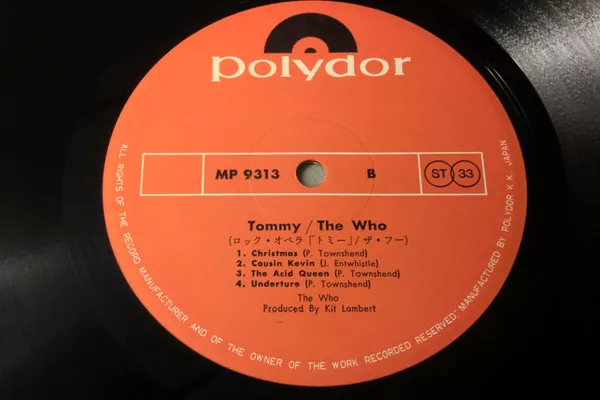 polydor
MP 9313 B ST 33
Tommy / The Who
(ロック・オペラ「トミー」/ザ・フー)
1. Christmas (P. Townshend)
2. Cousin Kevin (J. Entwhistle)
3. The Acid Queen (P. Townshend)
4. Underture (P. Townshend)
The Who
Produced By Kit Lambert
"ALL RIGHTS OF THE RECORD MANUFACTURER AND OF THE OWNER OF THE WORK RECORDED RESERVED." MANUFACTURED BY POLYDOR K.K. JAPAN